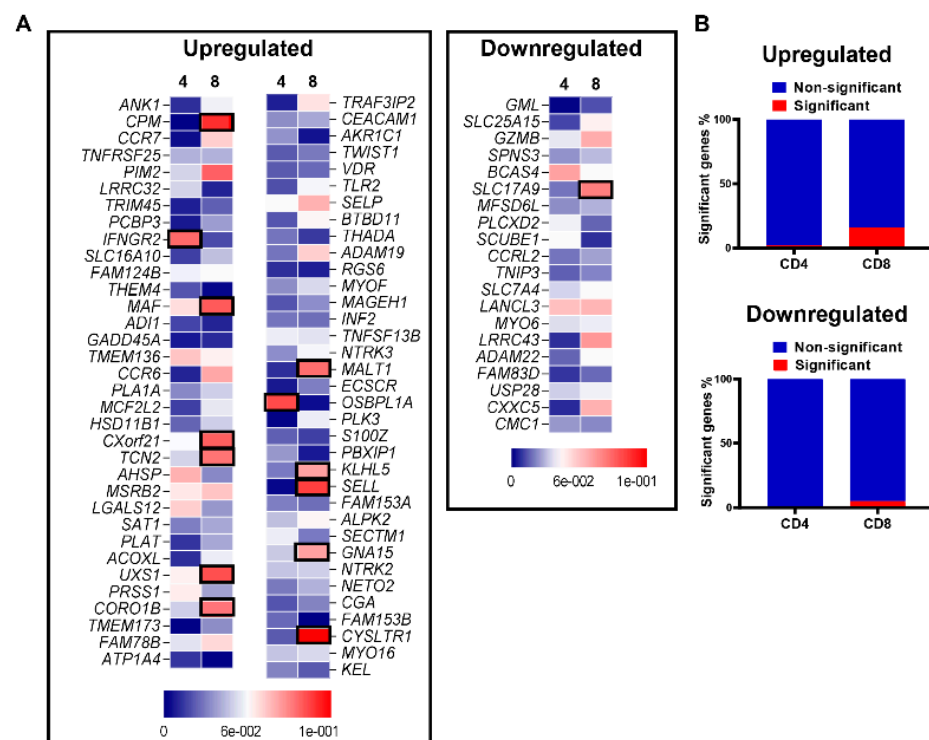 A
B
Upregulated
4 8
ANK1
CPM
CCR7
TNFRSF25
PIM2
LRRC32
TRIM45
PCBP3
IFNGR2
SLC16A10
FAM124B
THEM4
MAF
ADI1
GADD45A
TMEM136
CCR6
PLA1A
MCF2L2
HSD11B1
CXorf21
TCN2
AHSP
MSRB2
LGALS12
SAT1
PLAT
ACOXL
UXS1
PRSS1
CORO1B
TMEM173
FAM78B
ATP1A4
4 8
TRAF3IP2
CEACAM1
AKR1C1
TWIST1
VDR
TLR2
SELP
BTBD11
THADA
ADAM19
RGS6
MYOF
MAGEH1
INF2
TNFSF13B
NTRK3
MALT1
ECSCR
OSBPL1A
PLK3
S100Z
PBXIP1
KLHL5
SELL
FAM153A
ALPK2
SECTM1
GNA15
NTRK2
NETO2
CGA
FAM153B
CYSLTR1
MYO16
KEL
0 6e-002 1e-001
Downregulated
4 8
GML
SLC25A15
GZMB
SPNS3
BCAS4
SLC17A9
MFSD6L
PLCXD2
SCUBE1
CCRL2
TNIP3
SLC7A4
LANCL3
MYO6
LRRC43
ADAM22
FAM83D
USP28
CXXC5
CMC1
0 6e-002 1e-001
Upregulated
Non-significant
Significant
Significant genes %
100
50
0
CD4 CD8
Downregulated
Non-significant
Significant
Significant genes %
100
50
0
CD4 CD8